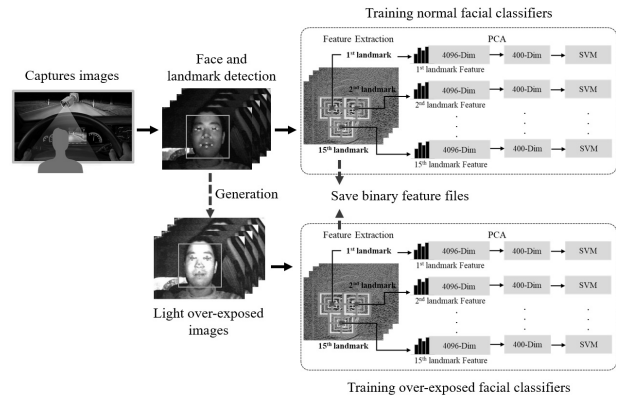 Training normal facial classifiers
Captures images
Face and
landmark detection
Feature Extraction
PCA
1st landmark
4096-Dim
400-Dim
SVM
1st landmark Feature
2nd landmark
4096-Dim
400-Dim
SVM
2nd landmark Feature
15th landmark
4096-Dim
400-Dim
SVM
15th landmark Feature
Generation
Save binary feature files
Feature Extraction
PCA
1st landmark
4096-Dim
400-Dim
SVM
1st landmark Feature
2nd landmark
4096-Dim
400-Dim
SVM
2nd landmark Feature
Light over-exposed
images
15th landmark
4096-Dim
400-Dim
SVM
15th landmark Feature
Training over-exposed facial classifiers